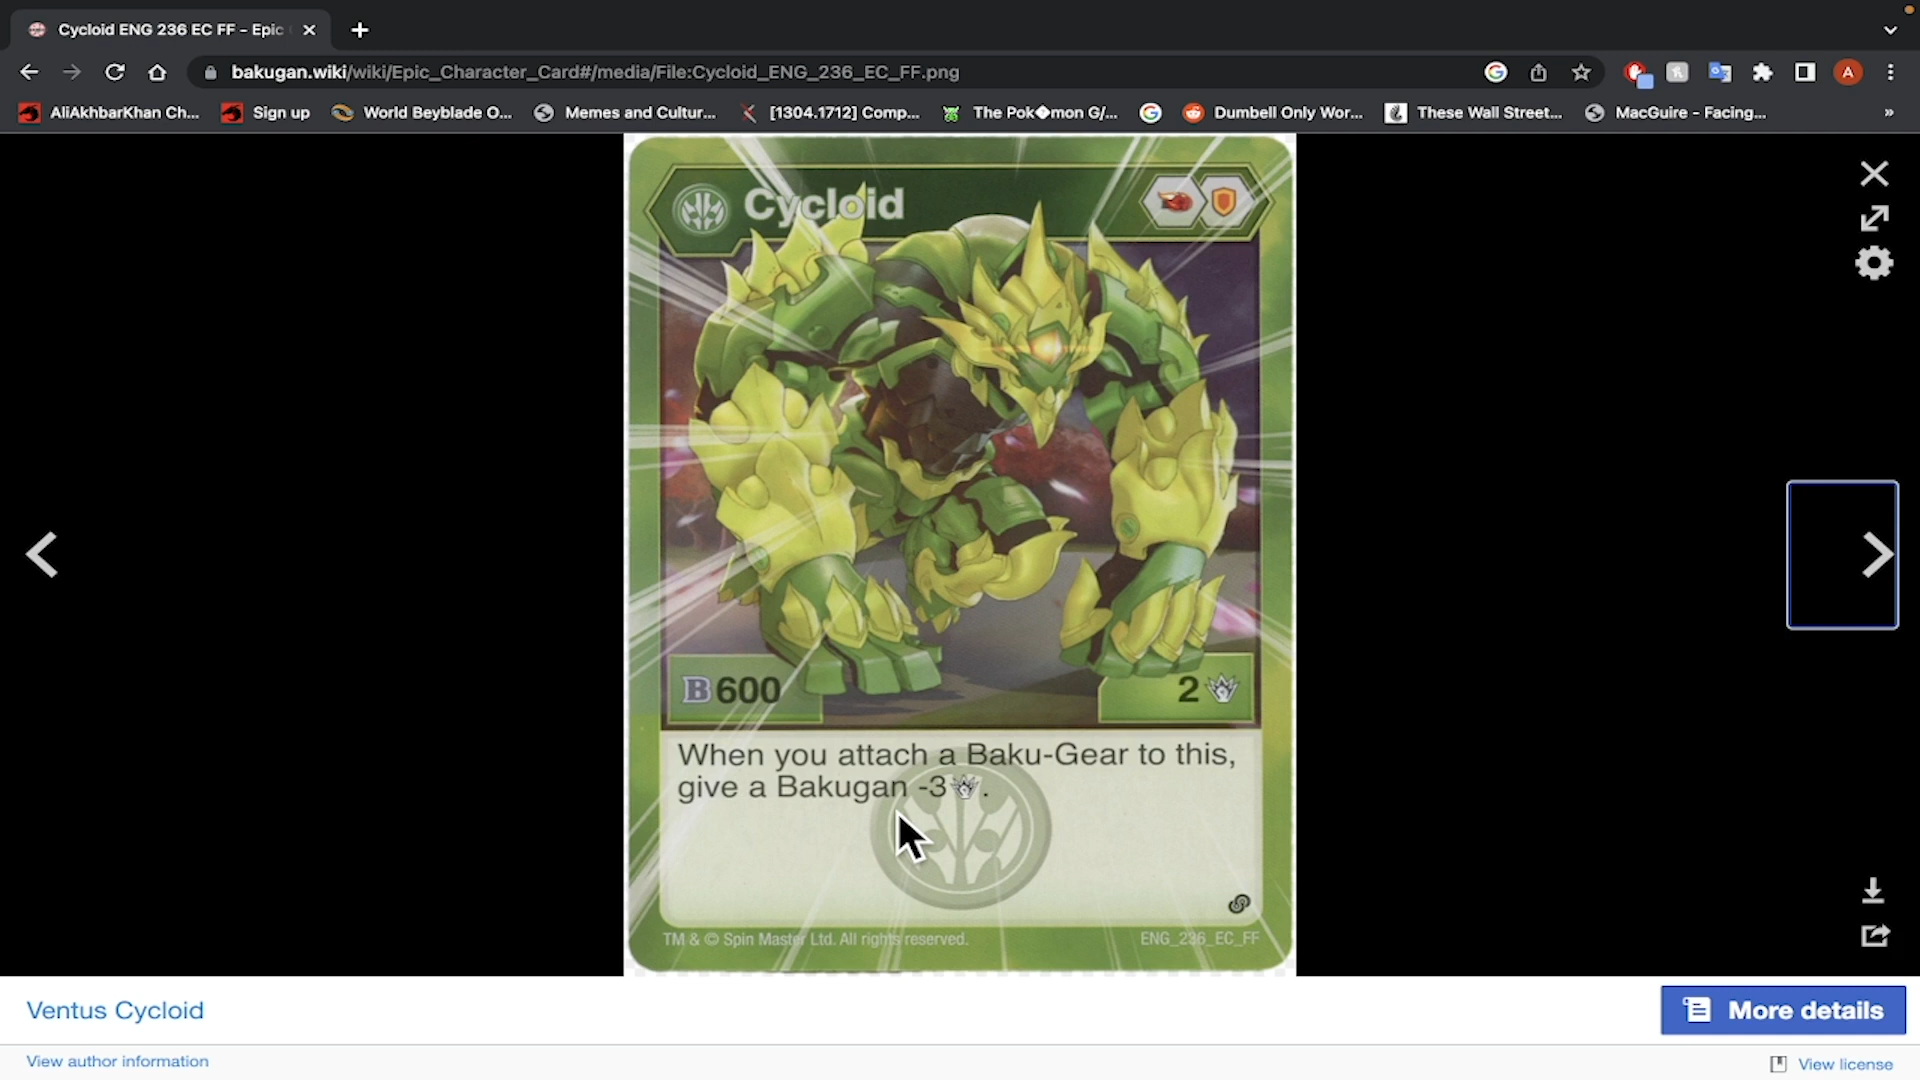 Cycloid ENG 236 EC FF - Epic
bakugan.wiki/wiki/Epic_Character_Card#/media/File:Cycloid_ENG_236_EC_FF.png
A
AliAkhbarKhan Ch...
Sign up
World Beyblade O...
Memes and Cultur...
[1304.1712] Comp...
The Pok�mon G/...
Dumbell Only Wor...
These Wall Street...
MacGuire - Facing...
»
Cycloid
B 600
2
When you attach a Baku-Gear to this,
give a Bakugan -3.
TM & © Spin Master Ltd. All rights reserved.
ENG_236_EC_FF
Ventus Cycloid
More details
View author information
View license